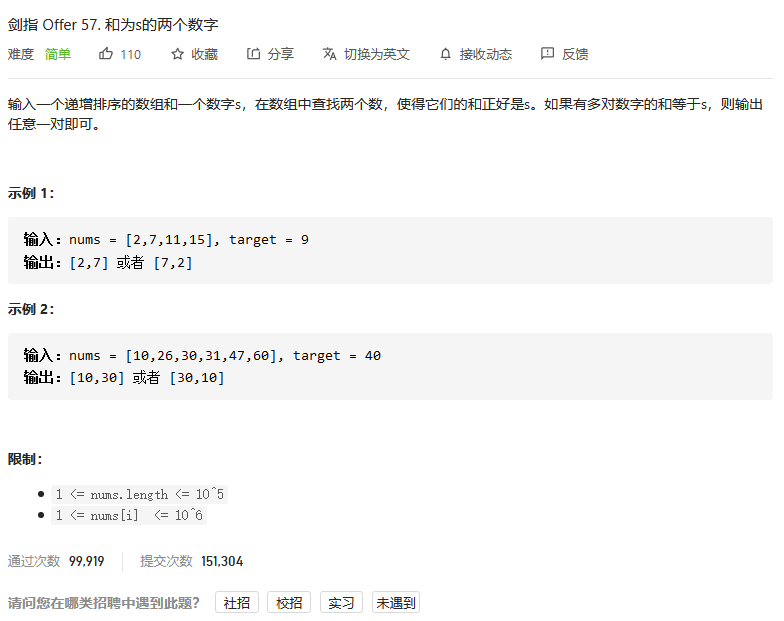 剑指 Offer 57. 和为s的两个数字
难度 简单 110 收藏 分享 切换为英文 接收动态 反馈
输入一个递增排序的数组和一个数字s，在数组中查找两个数，使得它们的和正好是s。如果有多对数字的和等于s，则输出
任意一对即可。
示例 1：
输入：nums = [2,7,11,15], target = 9
输出：[2,7] 或者 [7,2]
示例 2：
输入：nums = [10,26,30,31,47,60], target = 40
输出：[10,30] 或者 [30,10]
限制：
1 <= nums.length <= 10^5
1 <= nums[i] <= 10^6
通过次数 99,919 提交次数 151,304
请问您在哪类招聘中遇到此题？ 社招 校招 实习 未遇到